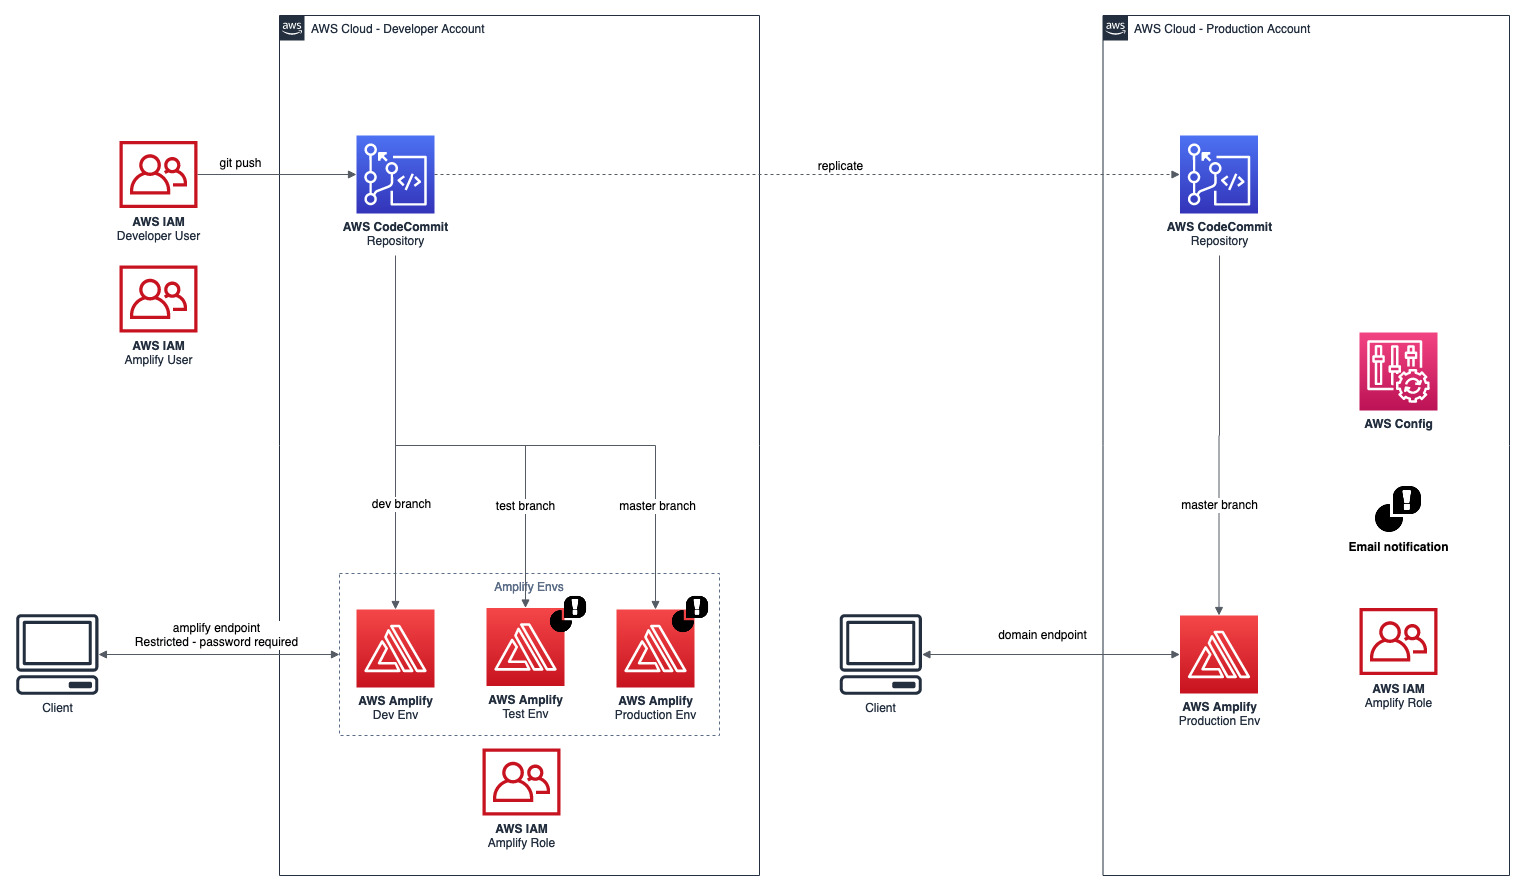 aws
AWS Cloud - Developer Account
aws
AWS Cloud - Production Account
git push
replicate
AWS IAM
Developer User
AWS CodeCommit
Repository
AWS CodeCommit
Repository
AWS IAM
Amplify User
AWS Config
dev branch
test branch
master branch
master branch
Email notification
Amplify Envs
amplify endpoint
Restricted - password required
domain endpoint
AWS Amplify
Dev Env
AWS Amplify
Test Env
AWS Amplify
Production Env
Client
Client
AWS Amplify
Production Env
AWS IAM
Amplify Role
AWS IAM
Amplify Role